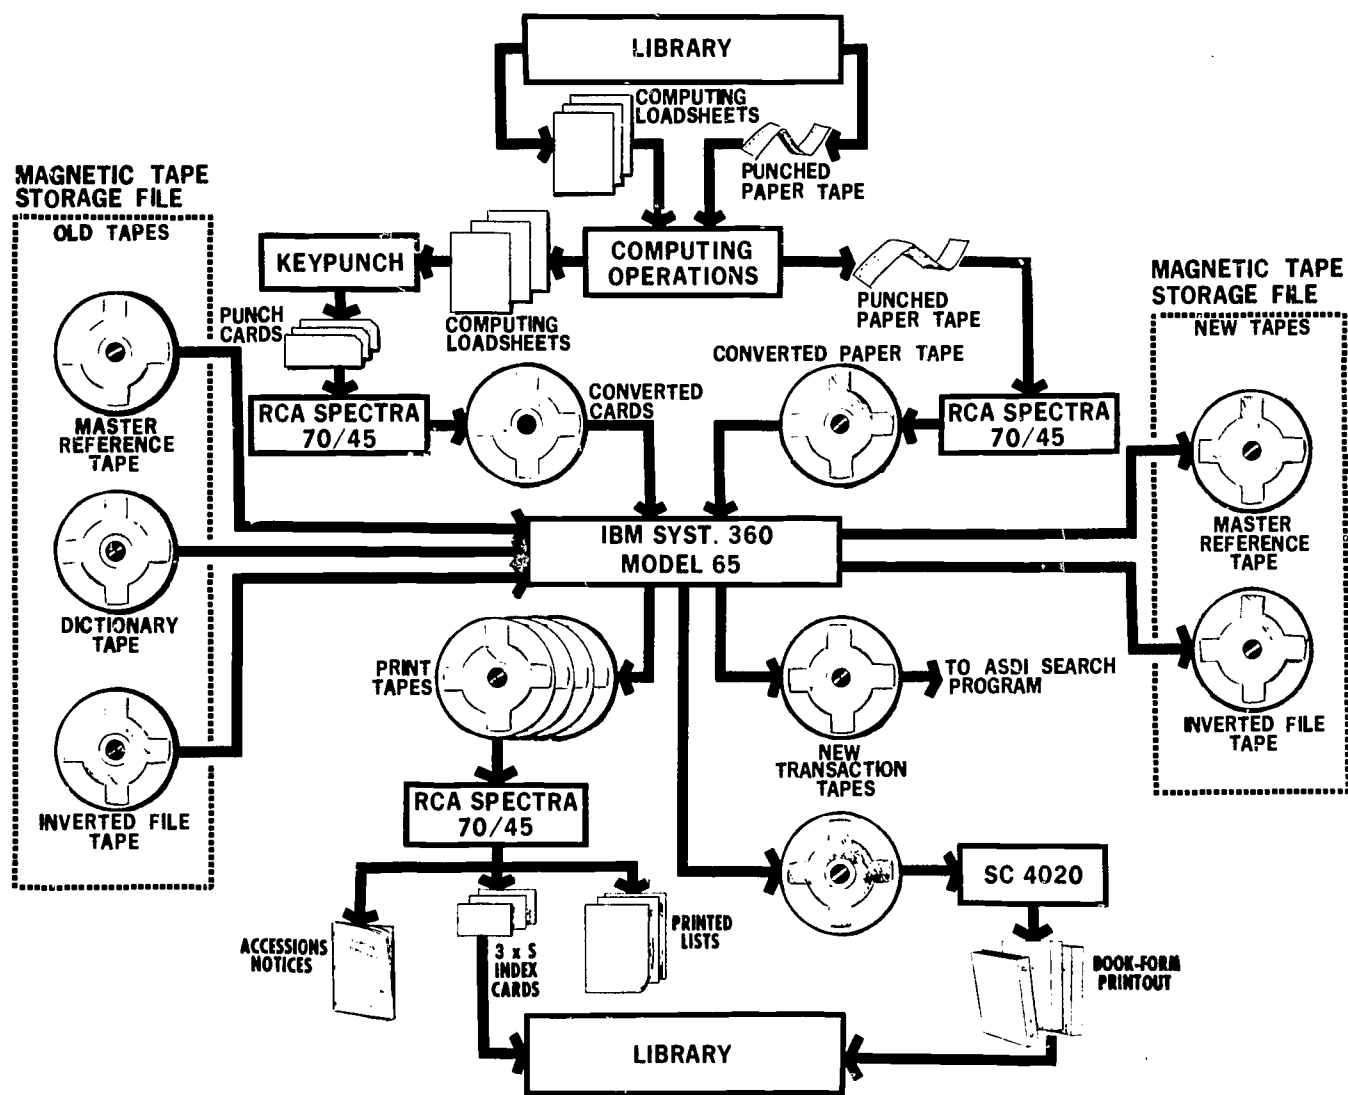 LIBRARY
COMPUTING
LOADSHEETS
PUNCHED
PAPER TAPE
MAGNETIC TAPE
STORAGE FILE
OLD TAPES
KEYPUNCH
COMPUTING
OPERATIONS
PUNCH
CARDS
COMPUTING
LOADSHEETS
PUNCHED
PAPER TAPE
MAGNETIC TAPE
STORAGE FILE
NEW TAPES
CONVERTED PAPER TAPE
MASTER
REFERENCE
TAPE
RCA SPECTRA
70/45
CONVERTED
CARDS
RCA SPECTRA
70/45
IBM SYST. 360
MODEL 65
MASTER
REFERENCE
TAPE
DICTIONARY
TAPE
PRINT
TAPES
TO ASDI SEARCH
PROGRAM
INVERTED FILE
TAPE
NEW
TRANSACTION
TAPES
INVERTED FILE
TAPE
RCA SPECTRA
70/45
SC 4020
ACCESSIONS
NOTICES
3 x 5
INDEX
CARDS
PRINTED
LISTS
BOOK-FORM
PRINTOUT
LIBRARY